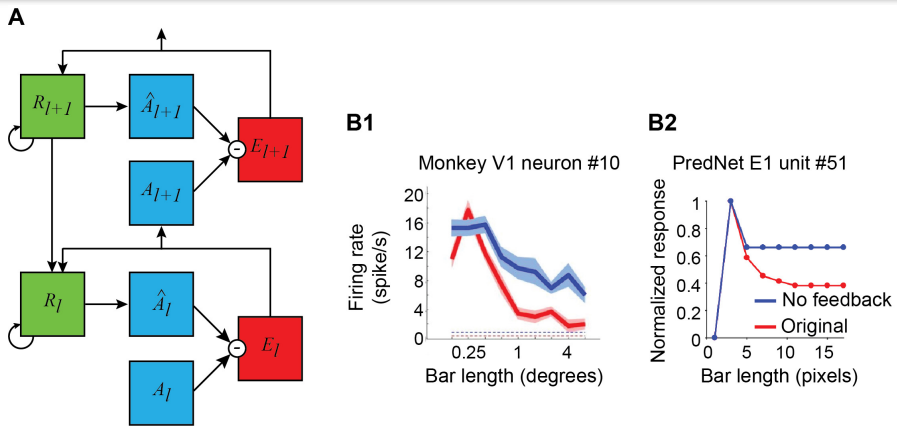 A
R_{l+1}
Â_{l+1}
E_{l+1}
-
A_{l+1}
R_l
Â_l
E_l
-
A_l
B1
Monkey V1 neuron #10
Firing rate
(spike/s)
20
16
12
8
4
0
0.25 1 4
Bar length (degrees)
B2
PredNet E1 unit #51
Normalized response
1
0.8
0.6
0.4
0.2
0
0 5 10 15
No feedback
Original
Bar length (pixels)